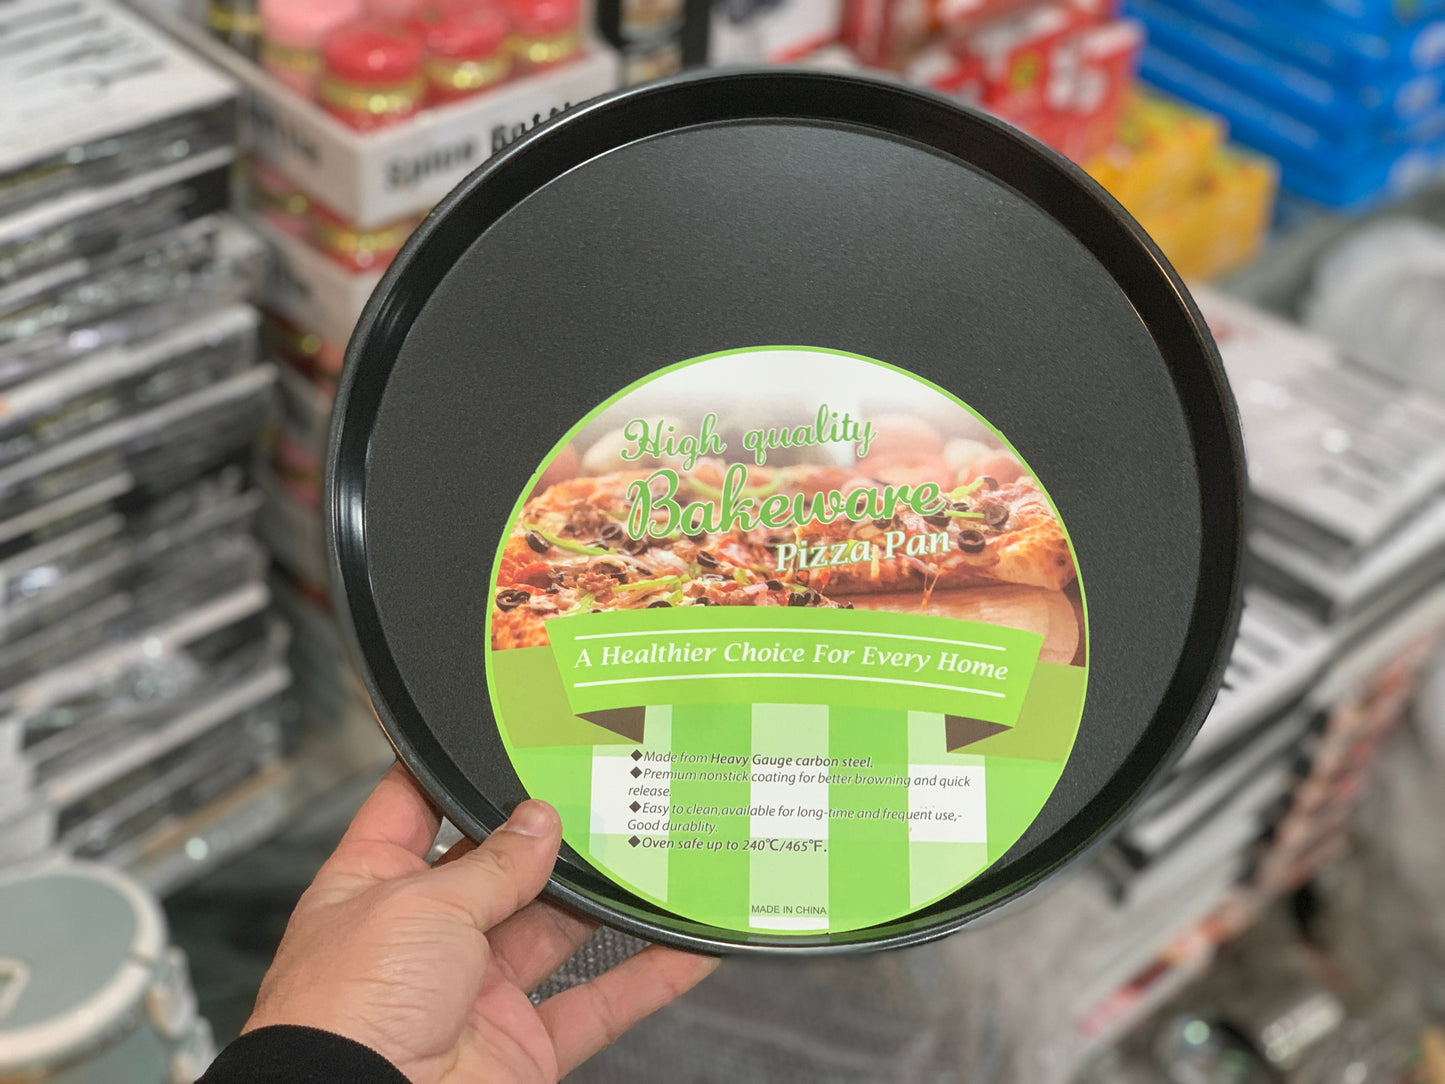 High quality
Bakeware
Pizza Pan
A Healthier Choice For Every Home
◆Made from Heavy Gauge carbon steel.
◆Premium nonstick coating for better browning and quick
release.
◆Easy to clean,available for long-time and frequent use,-
Good durablity.
◆Oven safe up to 240℃/465℉.
MADE IN CHINA